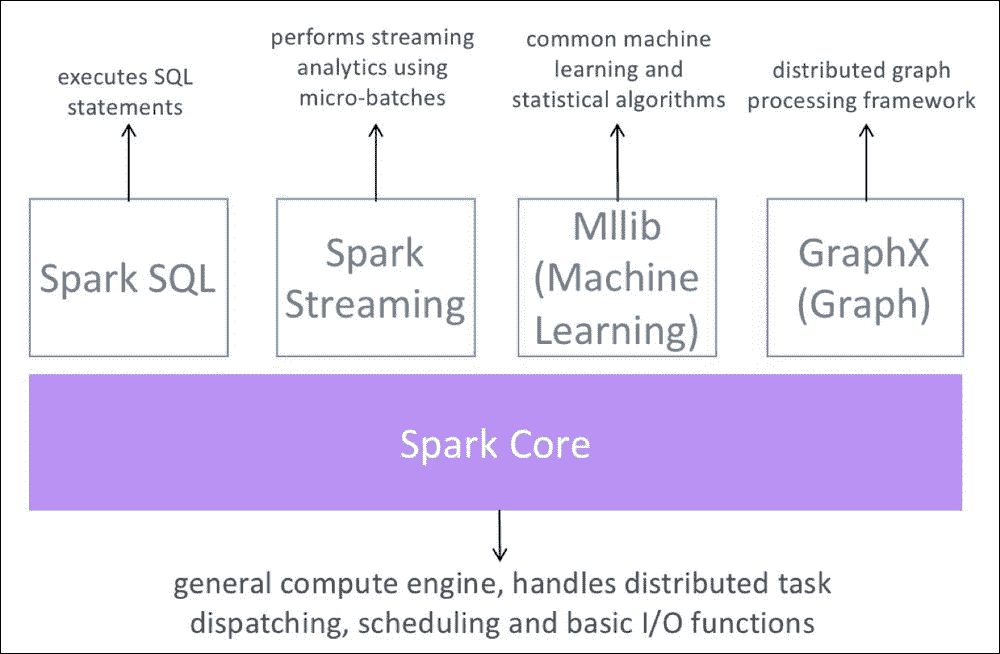 executes SQL
statements
performs streaming
analytics using
micro-batches
common machine
learning and
statistical algorithms
distributed graph
processing framework
Spark SQL
Spark
Streaming
Mllib
(Machine
Learning)
GraphX
(Graph)
Spark Core
general compute engine, handles distributed task
dispatching, scheduling and basic I/O functions